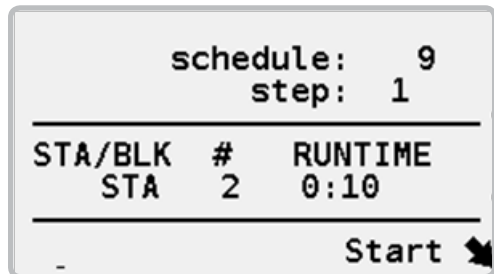 schedule: 9
step: 1
STA/BLK # RUNTIME
STA 2 0:10
Start